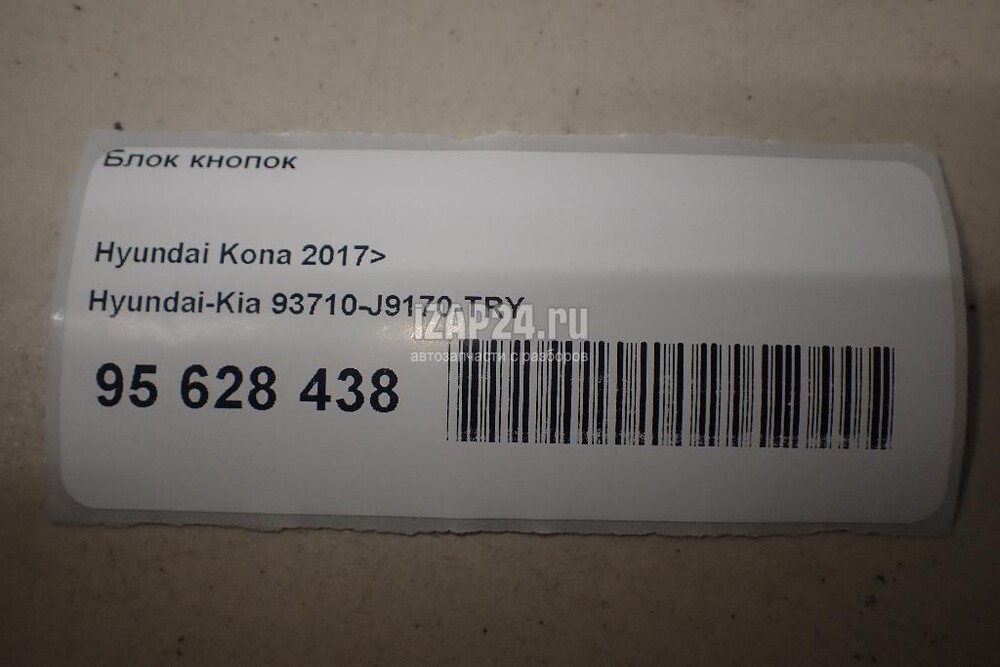 Блок кнопок
Hyundai Kona 2017>
Hyundai-Kia 93710-J9170-TRY
iZAP24.ru
автозапчасти с разборов
95 628 438